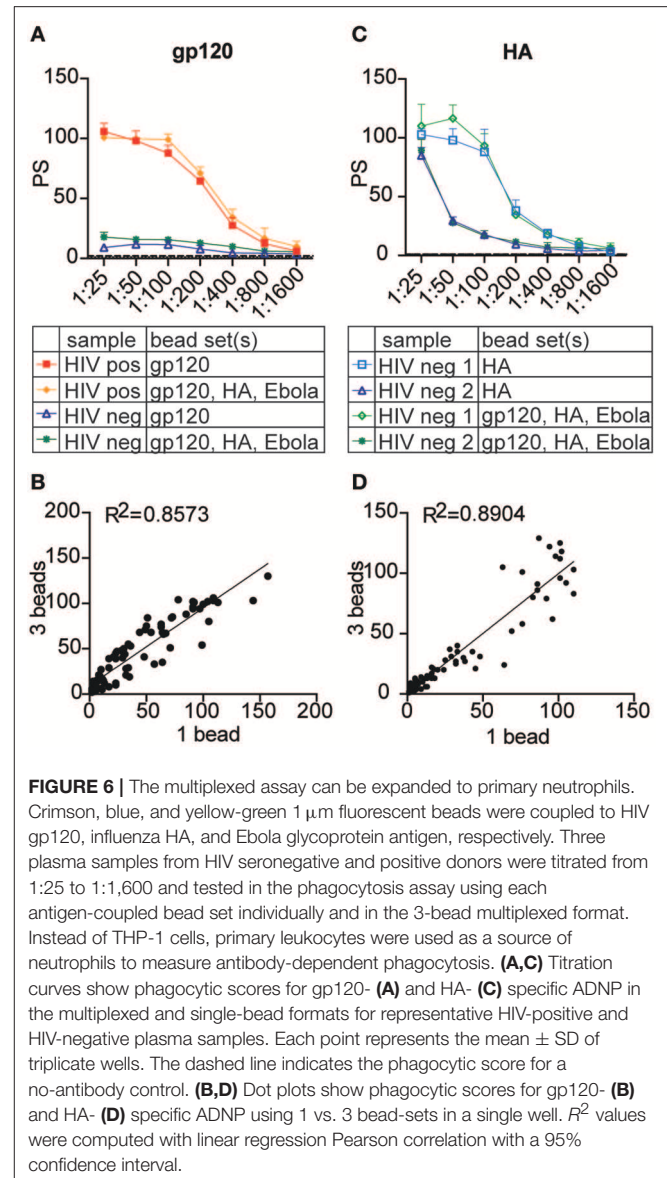 A
gp120
150
100
50
0
PS
1:25
1:50
1:100
1:200
1:400
1:800
1:1600
sample bead set(s)
HIV pos gp120
HIV pos gp120, HA, Ebola
HIV neg gp120
HIV neg gp120, HA, Ebola
C
HA
150
100
50
0
PS
1:25
1:50
1:100
1:200
1:400
1:800
1:1600
sample bead set(s)
HIV neg 1 HA
HIV neg 2 HA
HIV neg 1 gp120, HA, Ebola
HIV neg 2 gp120, HA, Ebola
B
R²=0.8573
200
150
100
50
0
3 beads
0 50 100 150 200
1 bead
D
R²=0.8904
150
100
50
0
3 beads
0 50 100 150
1 bead
FIGURE 6 | The multiplexed assay can be expanded to primary neutrophils.
Crimson, blue, and yellow-green 1 μm fluorescent beads were coupled to HIV
gp120, influenza HA, and Ebola glycoprotein antigen, respectively. Three
plasma samples from HIV seronegative and positive donors were titrated from
1:25 to 1:1,600 and tested in the phagocytosis assay using each
antigen-coupled bead set individually and in the 3-bead multiplexed format.
Instead of THP-1 cells, primary leukocytes were used as a source of
neutrophils to measure antibody-dependent phagocytosis. (A,C) Titration
curves show phagocytic scores for gp120- (A) and HA- (C) specific ADNP in
the multiplexed and single-bead formats for representative HIV-positive and
HIV-negative plasma samples. Each point represents the mean ± SD of
triplicate wells. The dashed line indicates the phagocytic score for a
no-antibody control. (B,D) Dot plots show phagocytic scores for gp120- (B)
and HA- (D) specific ADNP using 1 vs. 3 bead-sets in a single well. R² values
were computed with linear regression Pearson correlation with a 95%
confidence interval.